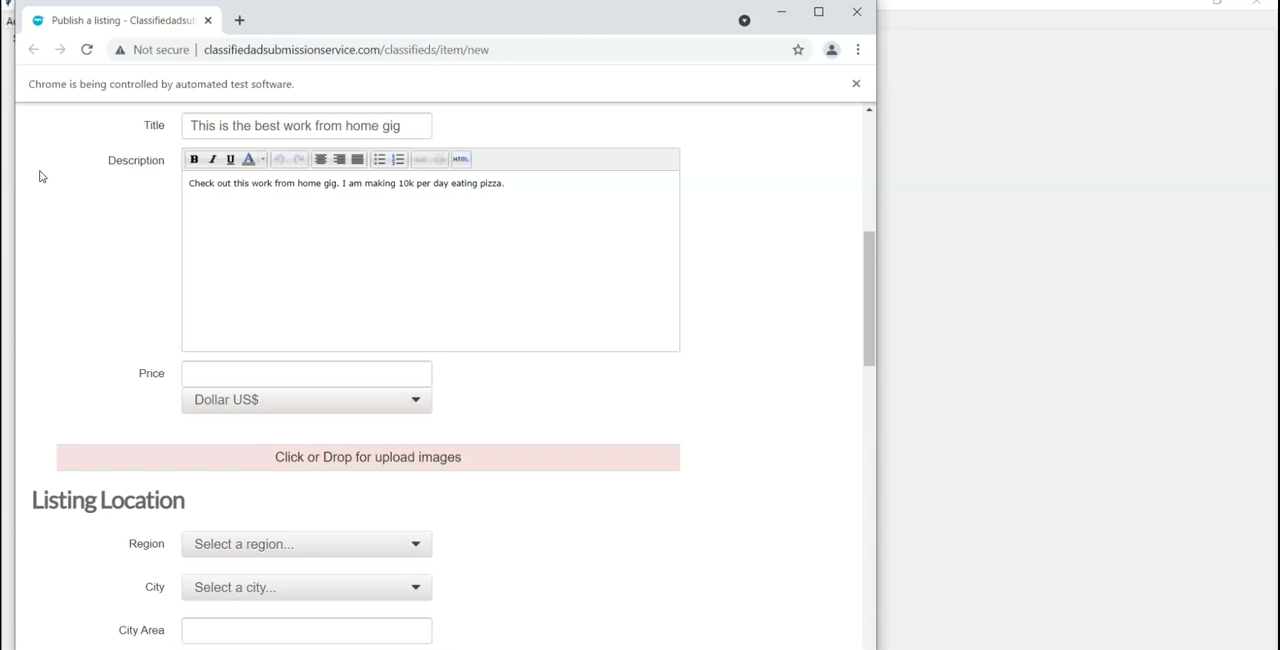 Publish a listing - Classifiedadsub
Not secure | classifiedadsubmissionservice.com/classifieds/item/new
Chrome is being controlled by automated test software.
Title This is the best work from home gig
Description B I U A HTML
Check out this work from home gig. I am making 10k per day eating pizza.
Price
Dollar US$
Click or Drop for upload images
Listing Location
Region Select a region...
City Select a city...
City Area